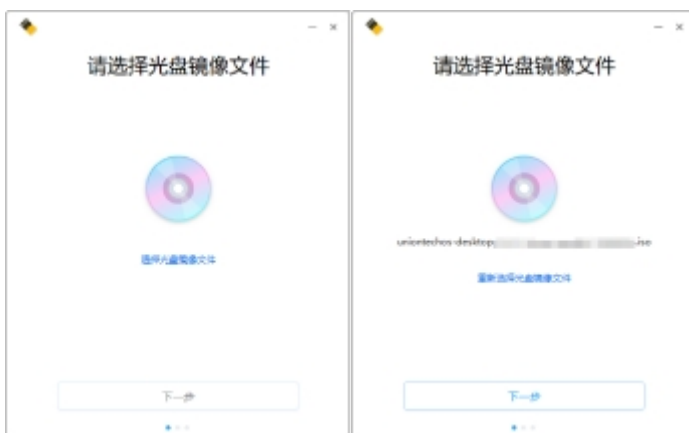 请选择光盘镜像文件
选择光盘镜像文件
下一步
请选择光盘镜像文件
uniontechos-desktop
.iso
重新选择光盘镜像文件
下一步